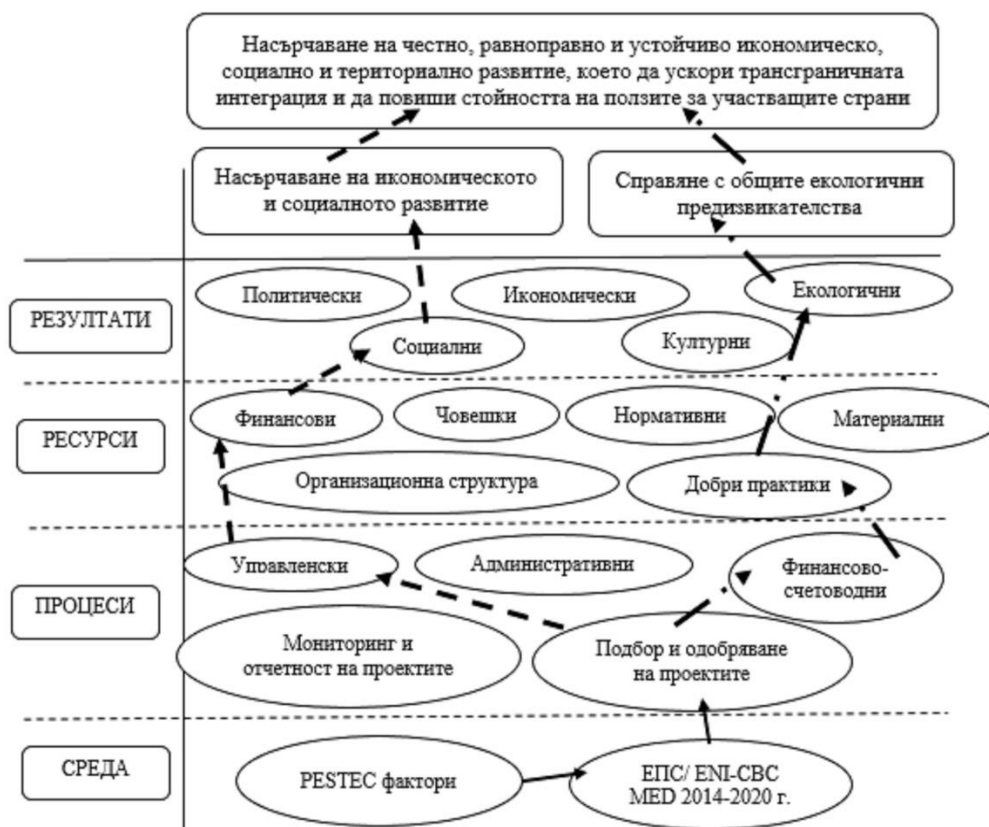 Насърчаване на честно, равноправно и устойчиво икономическо,
социално и териториално развитие, което да ускори трансграничната
интеграция и да повиши стойността на ползите за участващите страни
Насърчаване на икономическото
и социалното развитие
Справяне с общите екологични
предизвикателства
РЕЗУЛТАТИ
Политически
Икономически
Екологични
Социални
Културни
РЕСУРСИ
Финансови
Човешки
Нормативни
Материални
Организационна структура
Добри практики
ПРОЦЕСИ
Управленски
Административни
Финансово-
счетоводни
Мониторинг и
отчетност на проектите
Подбор и одобряване
на проектите
СРЕДА
PESTEC фактори
ЕПС/ ENI-CBC
MED 2014-2020 г.